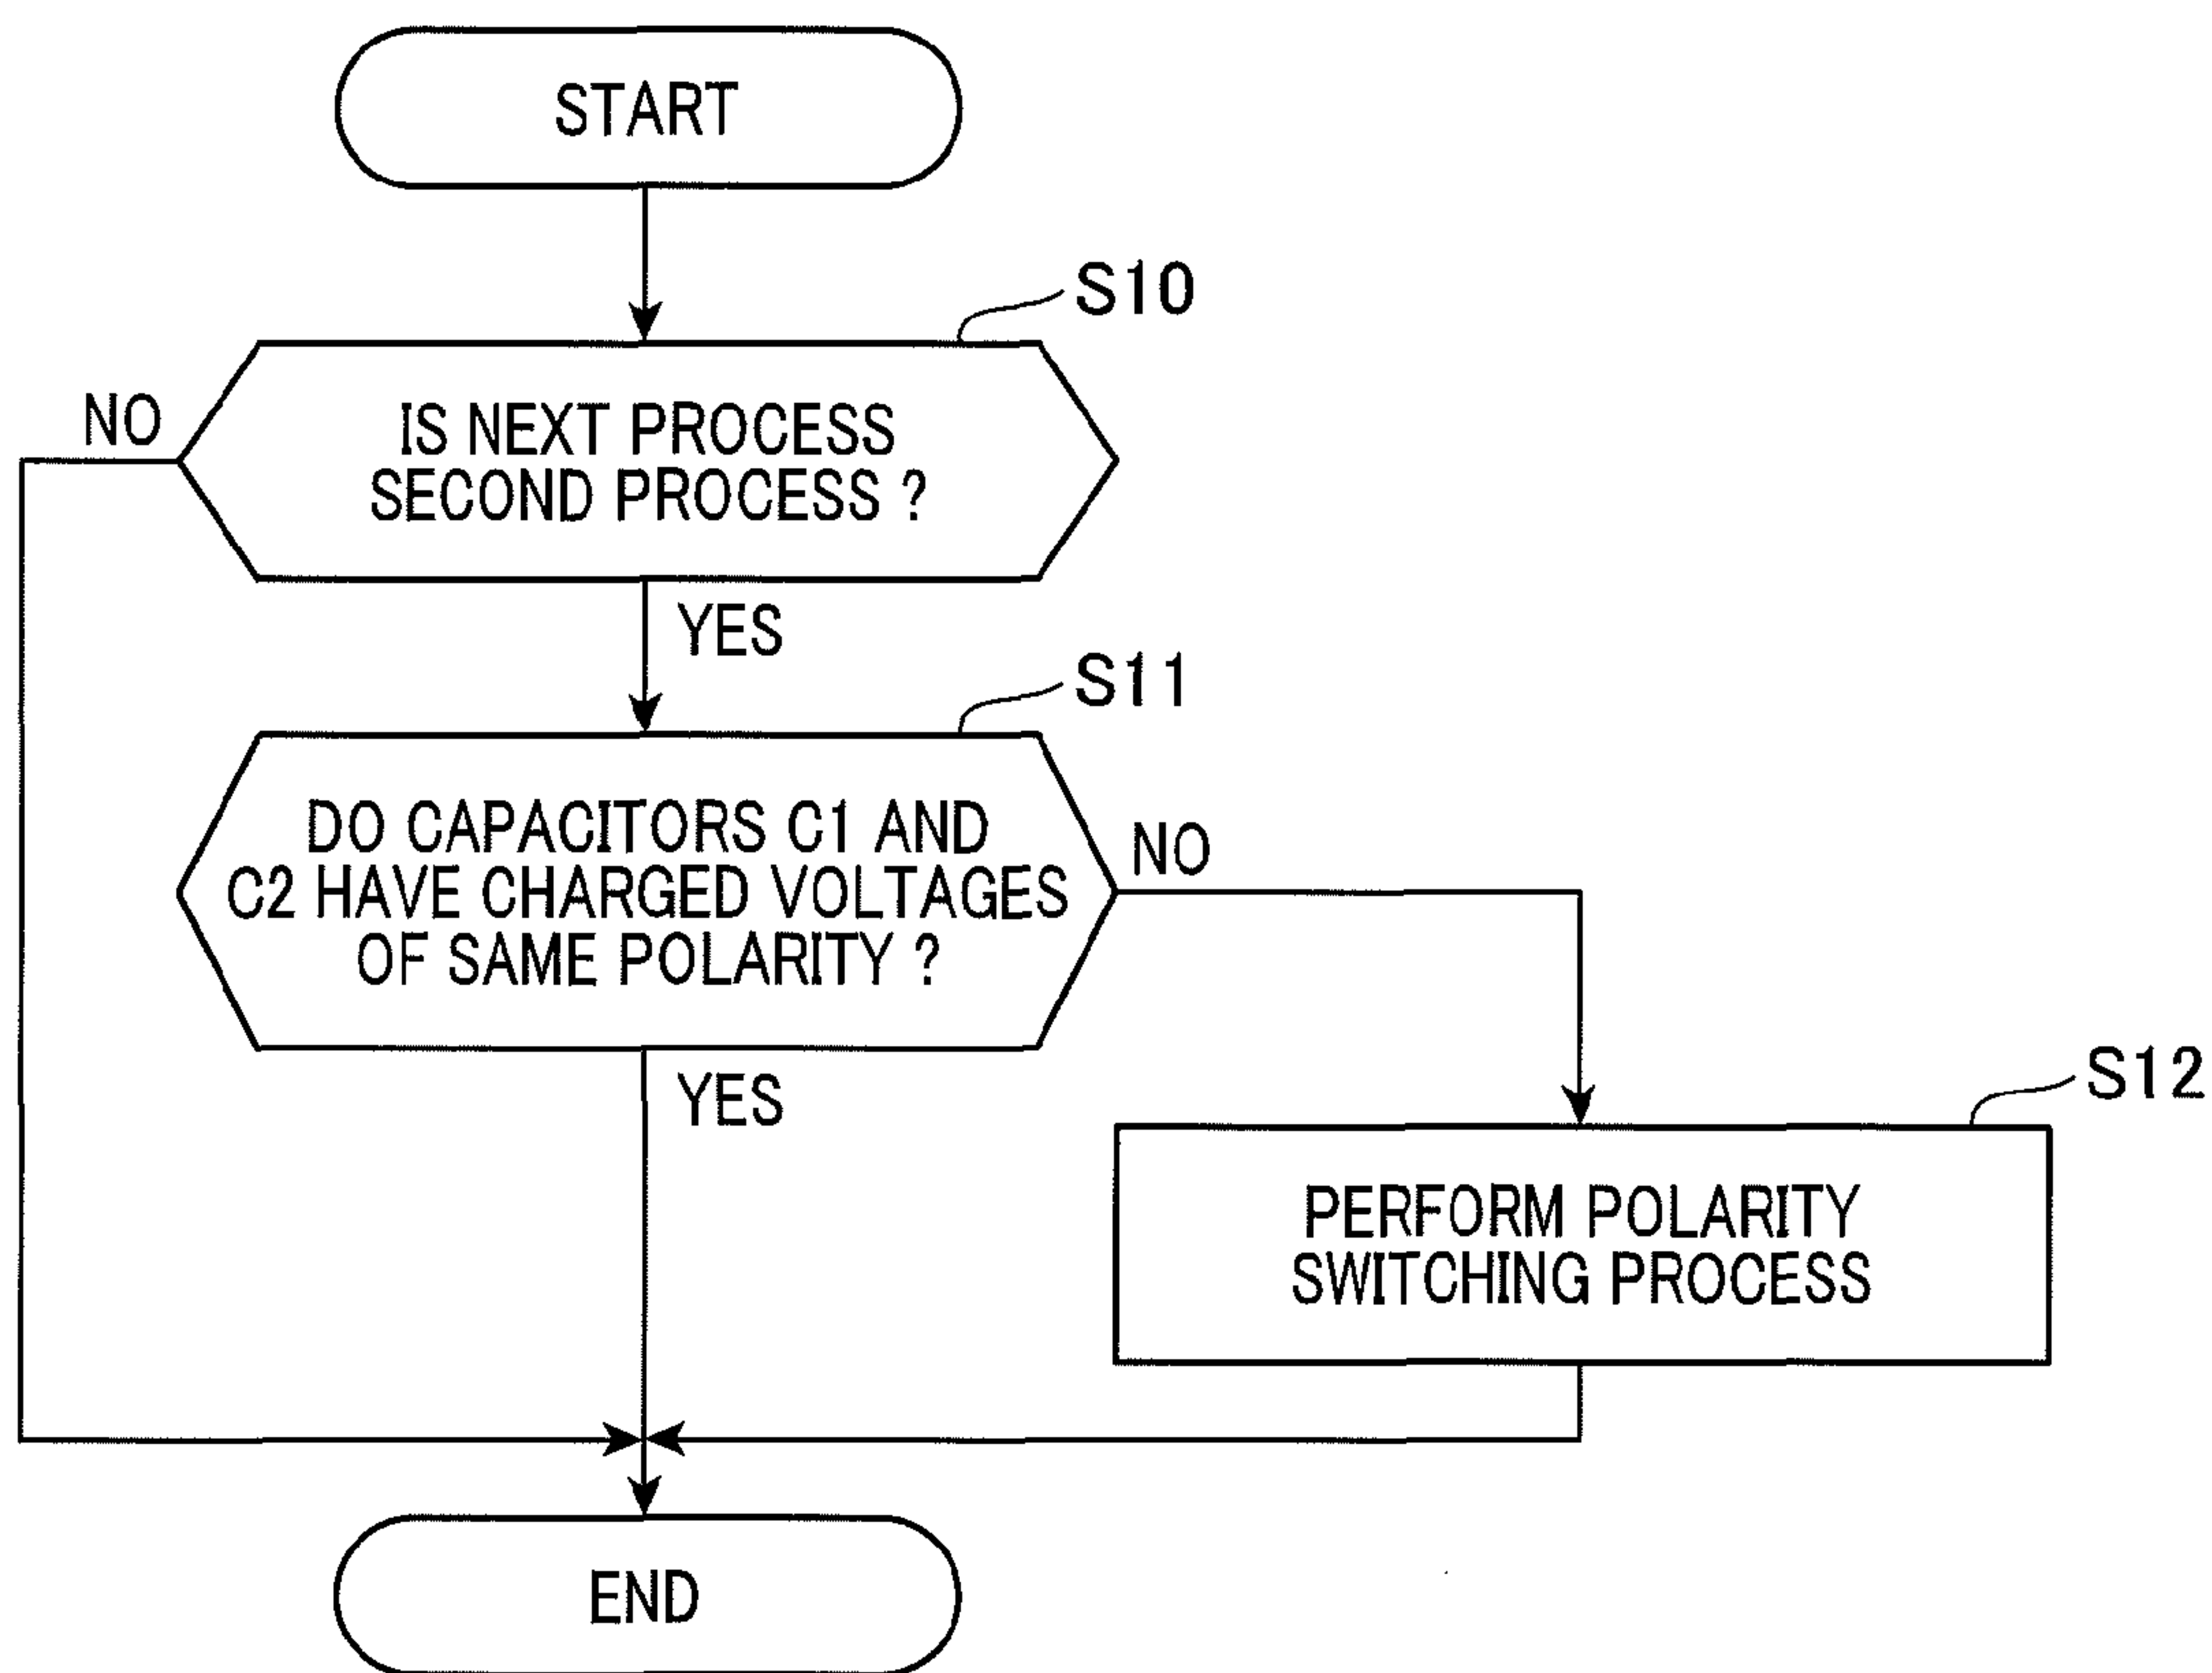 START
S10
NO
IS NEXT PROCESS
SECOND PROCESS ?
YES
S11
DO CAPACITORS C1 AND
C2 HAVE CHARGED VOLTAGES
OF SAME POLARITY ?
NO
YES
S12
PERFORM POLARITY
SWITCHING PROCESS
END